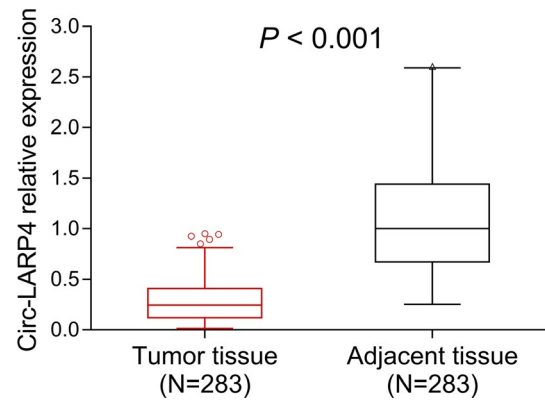 Circ-LARP4 relative expression
3.0
2.5
2.0
1.5
1.0
0.5
0.0
P < 0.001
Tumor tissue
(N=283)
Adjacent tissue
(N=283)